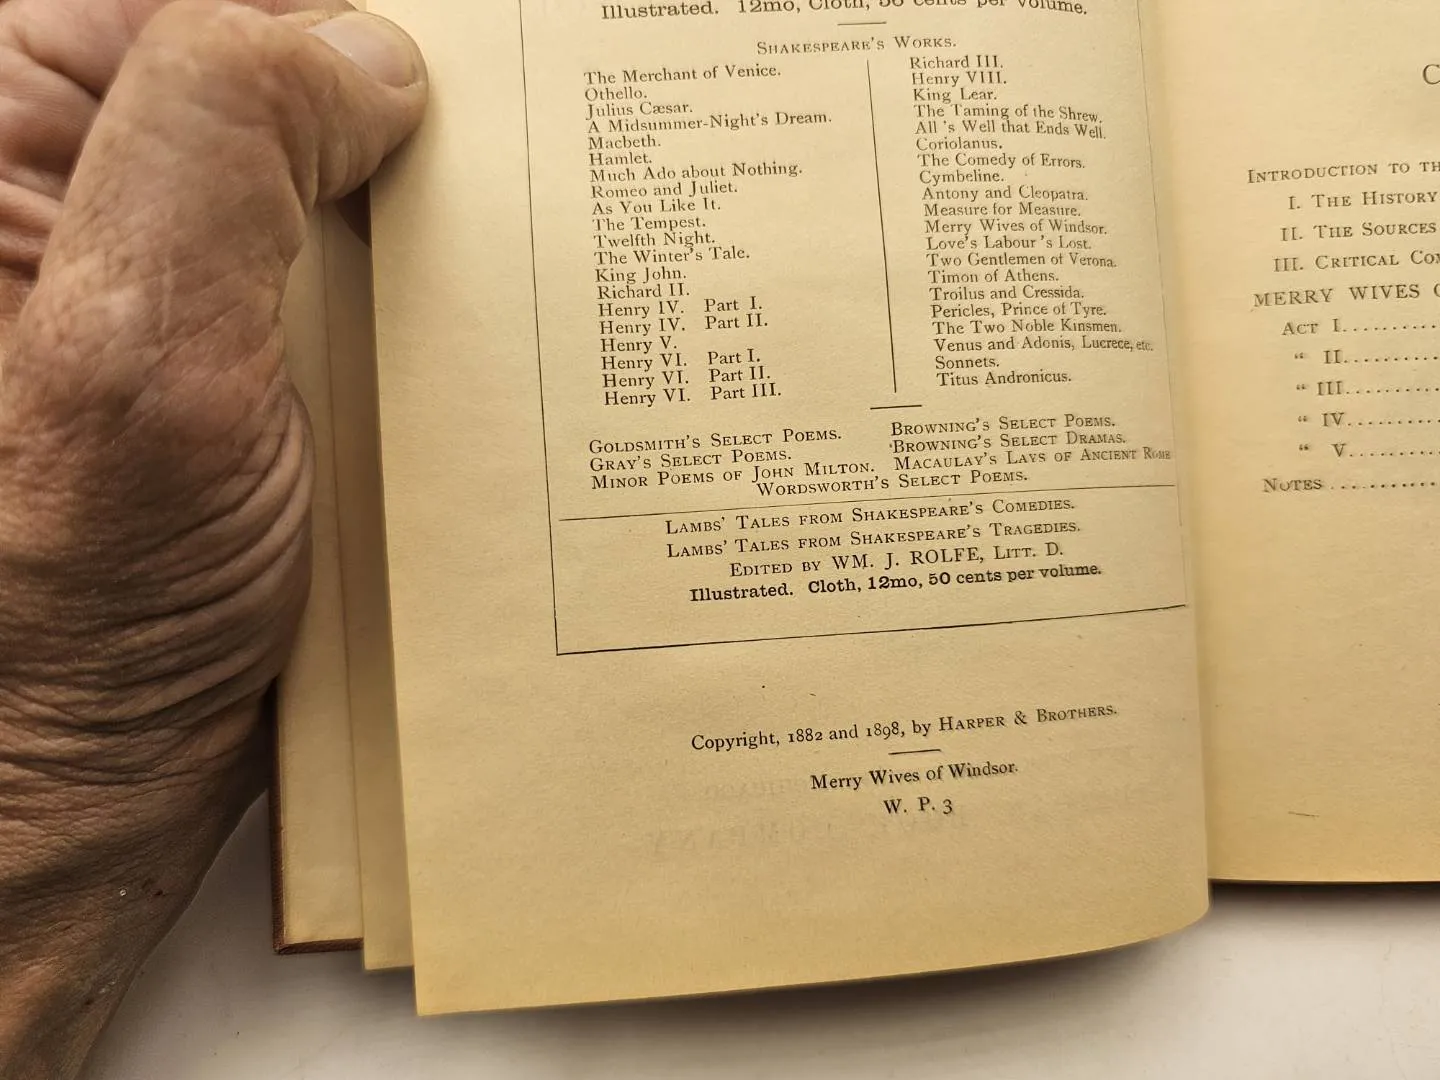 Illustrated. 12mo, Cloth, 56 cents per volume.
SHAKESPEARE'S WORKS.
The Merchant of Venice.
Othello.
Julius Cæsar.
A Midsummer-Night's Dream.
Macbeth.
Hamlet.
Much Ado about Nothing.
Romeo and Juliet.
As You Like It.
The Tempest.
Twelfth Night.
The Winter's Tale.
King John.
Richard II.
Henry IV. Part I.
Henry IV. Part II.
Henry V.
Henry VI. Part I.
Henry VI. Part II.
Henry VI. Part III.
Richard III.
Henry VIII.
King Lear.
The Taming of the Shrew.
All 's Well that Ends Well.
Coriolanus.
The Comedy of Errors.
Cymbeline.
Antony and Cleopatra.
Measure for Measure.
Merry Wives of Windsor.
Love's Labour 's Lost.
Two Gentlemen of Verona.
Timon of Athens.
Troilus and Cressida.
Pericles, Prince of Tyre.
The Two Noble Kinsmen.
Venus and Adonis, Lucrece, etc.
Sonnets.
Titus Andronicus.
GOLDSMITH'S SELECT POEMS.
GRAY'S SELECT POEMS.
MINOR POEMS OF JOHN MILTON.
BROWNING'S SELECT POEMS.
BROWNING'S SELECT DRAMAS.
MACAULAY'S LAYS OF ANCIENT ROME
WORDSWORTH'S SELECT POEMS.
LAMBS' TALES FROM SHAKESPEARE'S COMEDIES.
LAMBS' TALES FROM SHAKESPEARE'S TRAGEDIES.
EDITED BY WM. J. ROLFE, LITT. D.
Illustrated. Cloth, 12mo, 50 cents per volume.
Copyright, 1882 and 1898, by HARPER & BROTHERS.
Merry Wives of Windsor.
W. P. 3
INTRODUCTION TO
I. THE HISTORY
II. THE SOURCES
III. CRITICAL
MERRY WIVES
ACT I..........
" II..........
" III.........
" IV.........
" V.........
NOTES ...........